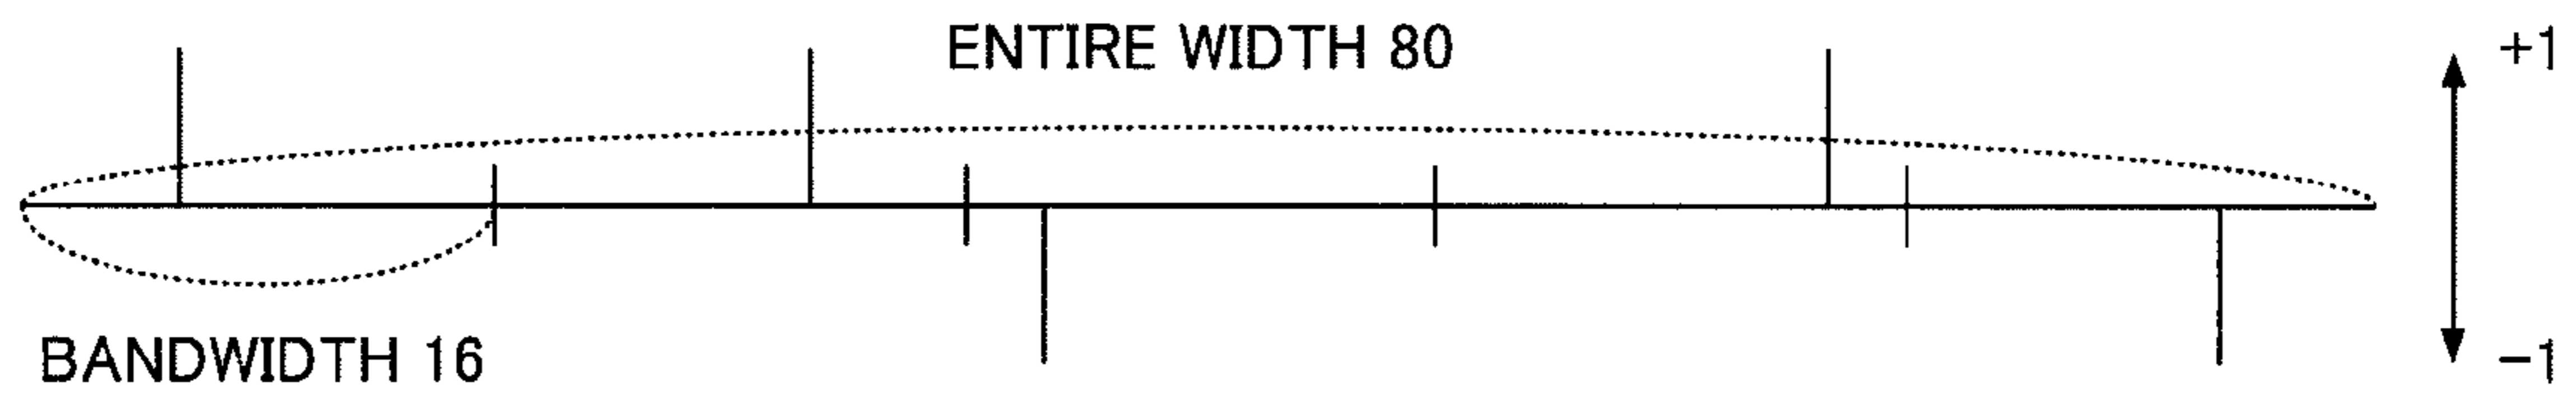 ENTIRE WIDTH 80
+1
BANDWIDTH 16
−1